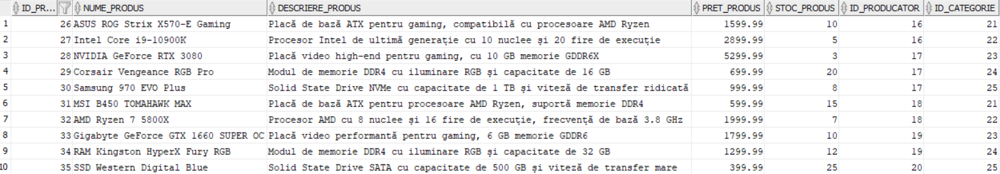 ID_PR... NUME_PRODUS DESCRIERE_PRODUS PRET_PRODUS STOC_PRODUS ID_PRODUCATOR ID_CATEGORIE
1 26 ASUS ROG Strix X570-E Gaming Placă de bază ATX pentru gaming, compatibilă cu procesoare AMD Ryzen 1599.99 10 16 21
2 27 Intel Core i9-10900K Procesor Intel de ultimă generație cu 10 nuclee și 20 fire de execuție 2899.99 5 16 22
3 28 NVIDIA GeForce RTX 3080 Placă video high-end pentru gaming, cu 10 GB memorie GDDR6X 5299.99 3 17 23
4 29 Corsair Vengeance RGB Pro Modul de memorie DDR4 cu iluminare RGB și capacitate de 16 GB 699.99 20 17 24
5 30 Samsung 970 EVO Plus Solid State Drive NVMe cu capacitate de 1 TB și viteză de transfer ridicată 999.99 8 17 25
6 31 MSI B450 TOMAHAWK MAX Placă de bază ATX pentru procesoare AMD Ryzen, suportă memorie DDR4 599.99 15 18 21
7 32 AMD Ryzen 7 5800X Procesor AMD cu 8 nuclee și 16 fire de execuție, frecvență de bază 3.8 GHz 1999.99 7 18 22
8 33 Gigabyte GeForce GTX 1660 SUPER OC Placă video performantă pentru gaming, 6 GB memorie GDDR6 1799.99 10 19 23
9 34 RAM Kingston HyperX Fury RGB Modul de memorie DDR4 cu iluminare RGB și capacitate de 32 GB 1299.99 12 19 24
10 35 SSD Western Digital Blue Solid State Drive SATA cu capacitate de 500 GB și viteză de transfer mare 399.99 25 20 25